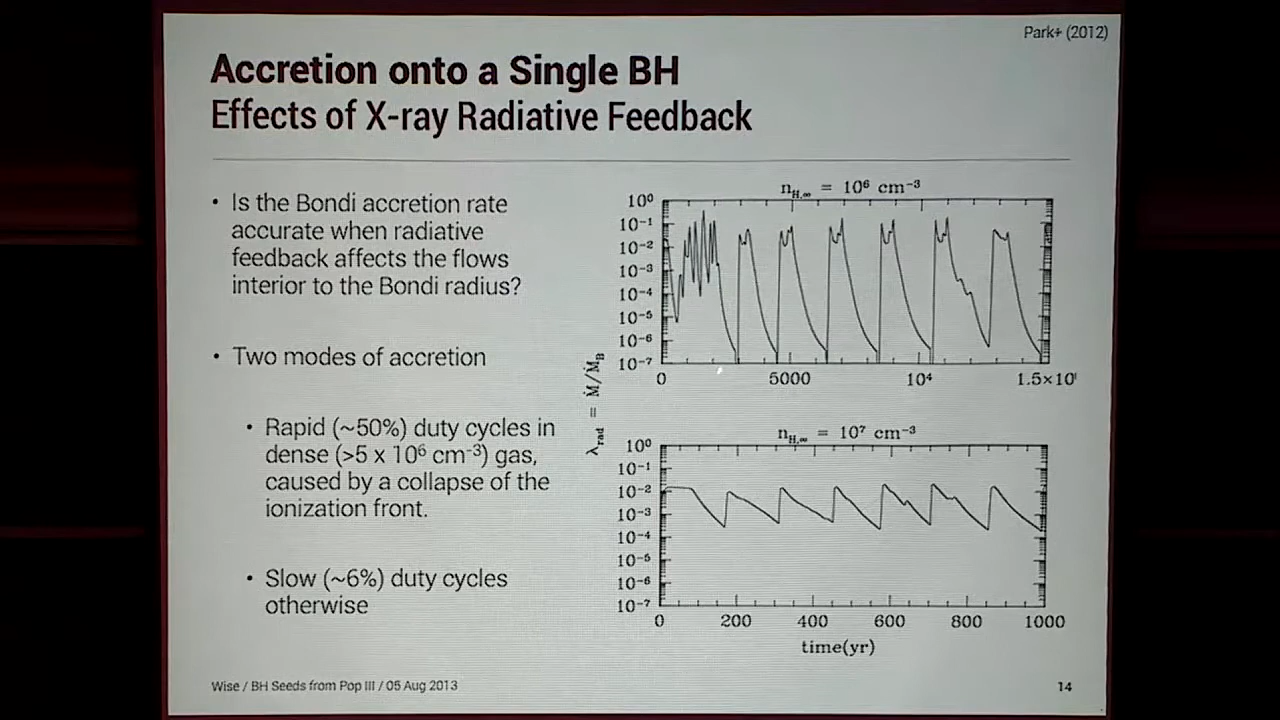 Park+ (2012)
Accretion onto a Single BH
Effects of X-ray Radiative Feedback
• Is the Bondi accretion rate
accurate when radiative
feedback affects the flows
interior to the Bondi radius?
• Two modes of accretion
• Rapid (~50%) duty cycles in
dense (>5 x 10⁶ cm⁻³) gas,
caused by a collapse of the
ionization front.
• Slow (~6%) duty cycles
otherwise
n_H,∞ = 10⁶ cm⁻³
10⁰
10⁻¹
10⁻²
10⁻³
10⁻⁴
10⁻⁵
10⁻⁶
10⁻⁷
0 5000 10⁴ 1.5×10
λ_rad = Ṁ/Ṁ_B
n_H,∞ = 10⁷ cm⁻³
10⁰
10⁻¹
10⁻²
10⁻³
10⁻⁴
10⁻⁵
10⁻⁶
10⁻⁷
0 200 400 600 800 1000
time(yr)
Wise / BH Seeds from Pop III / 05 Aug 2013
14